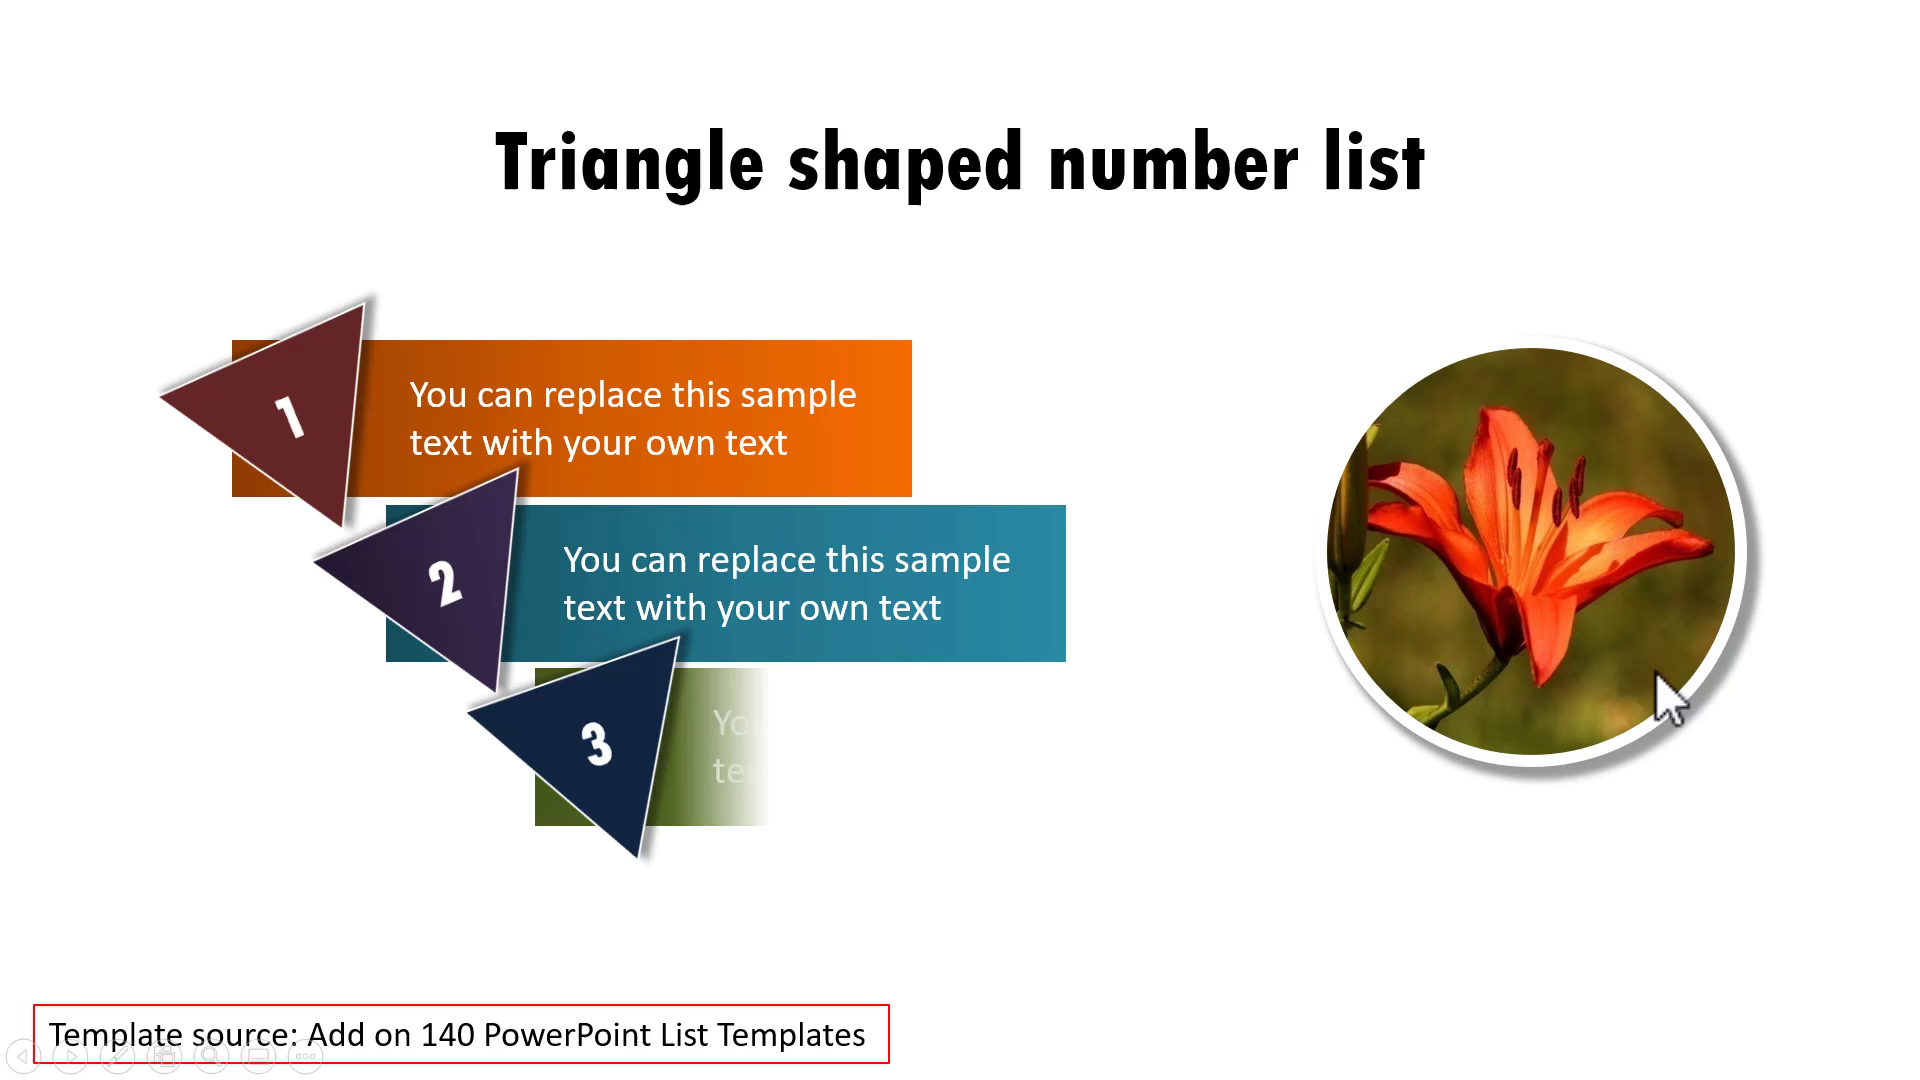 Triangle shaped number list
1
You can replace this sample
text with your own text
2
You can replace this sample
text with your own text
3
Template source: Add on 140 PowerPoint List Templates